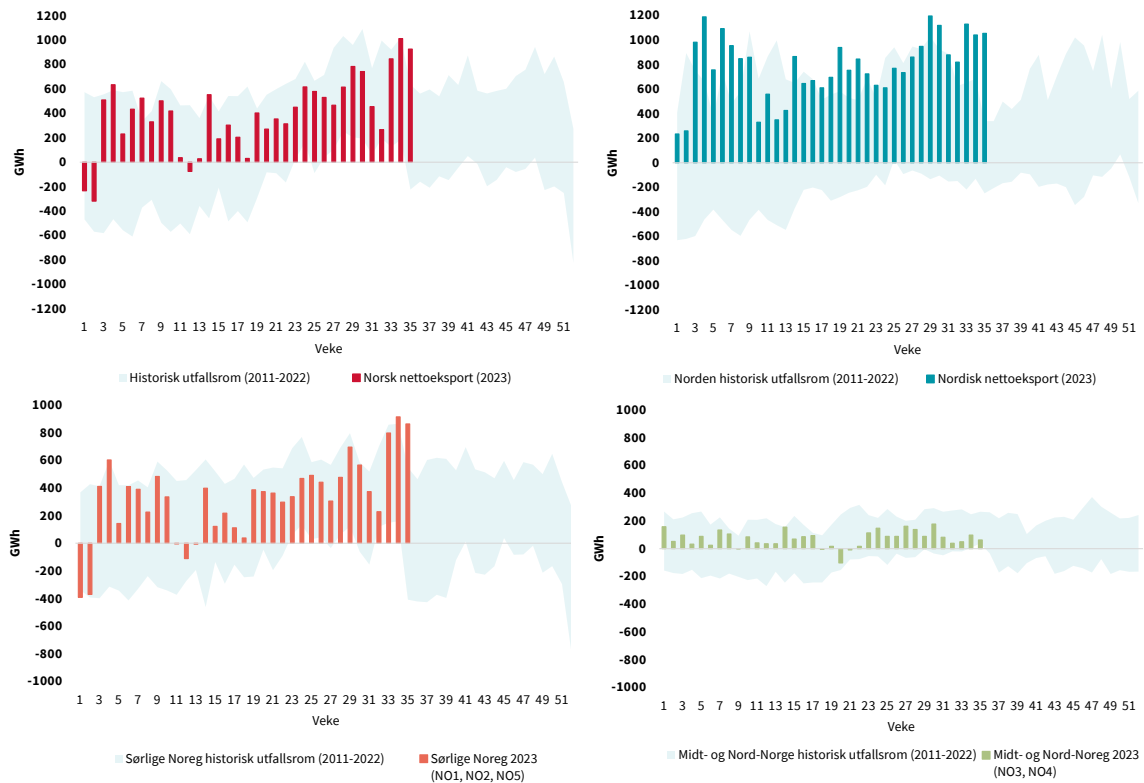 1200
1000
800
600
400
200
0
-200
-400
-600
-800
-1000
-1200
GWh
1 3 5 7 9 11 13 15 17 19 21 23 25 27 29 31 33 35 37 39 41 43 45 47 49 51
Veke
Historisk utfallsrom (2011-2022) Norsk nettoeksport (2023)
1200
1000
800
600
400
200
0
-200
-400
-600
-800
-1000
-1200
GWh
1 3 5 7 9 11 13 15 17 19 21 23 25 27 29 31 33 35 37 39 41 43 45 47 49 51
Veke
Norden historisk utfallsrom (2011-2022) Nordisk nettoeksport (2023)
1000
800
600
400
200
0
-200
-400
-600
-800
-1000
GWh
1 3 5 7 9 11 13 15 17 19 21 23 25 27 29 31 33 35 37 39 41 43 45 47 49 51
Veke
Sørlige Noreg historisk utfallsrom (2011-2022) Sørlige Noreg 2023
(NO1, NO2, NO5)
1000
800
600
400
200
0
-200
-400
-600
-800
-1000
GWh
1 3 5 7 9 11 13 15 17 19 21 23 25 27 29 31 33 35 37 39 41 43 45 47 49 51
Veke
Midt- og Nord-Norge historisk utfallsrom (2011-2022) Midt- og Nord-Noreg 2023
(NO3, NO4)